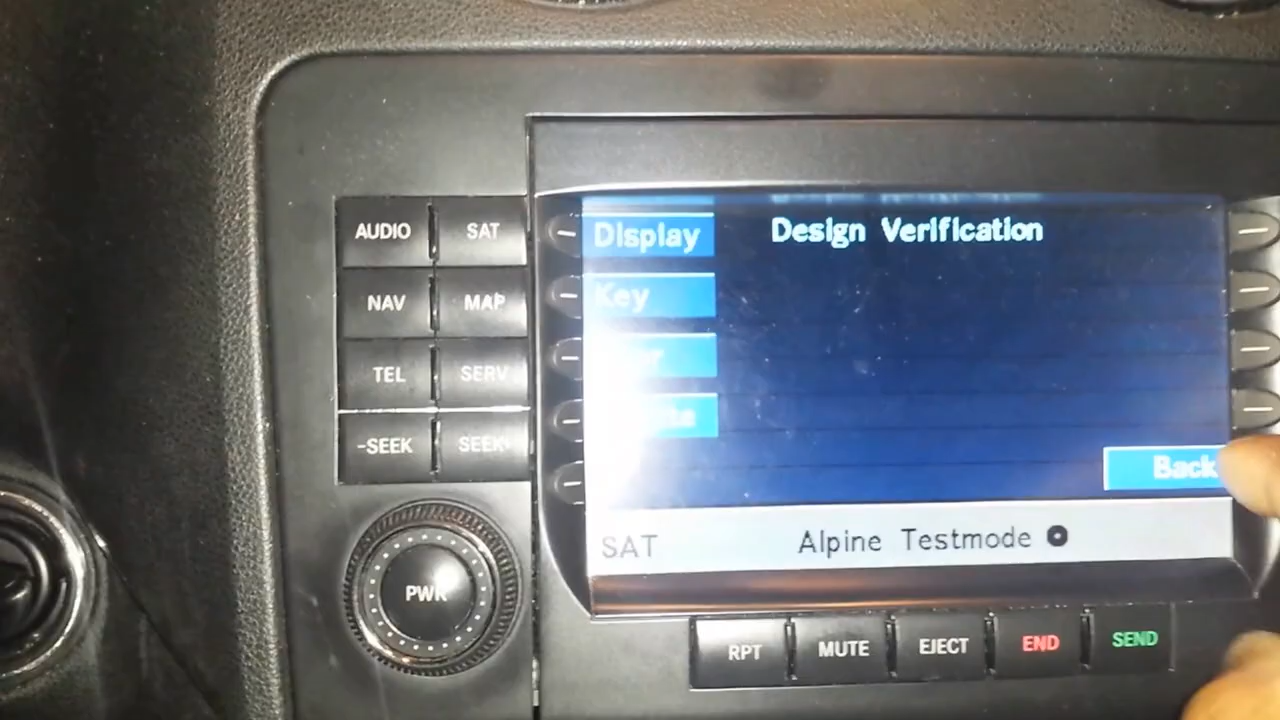 AUDIO SAT
NAV MAP
TEL SERV
-SEEK SEEK
PWR
Display
Design Verification
Key
Back
SAT
Alpine Testmode
RPT MUTE EJECT END SEND